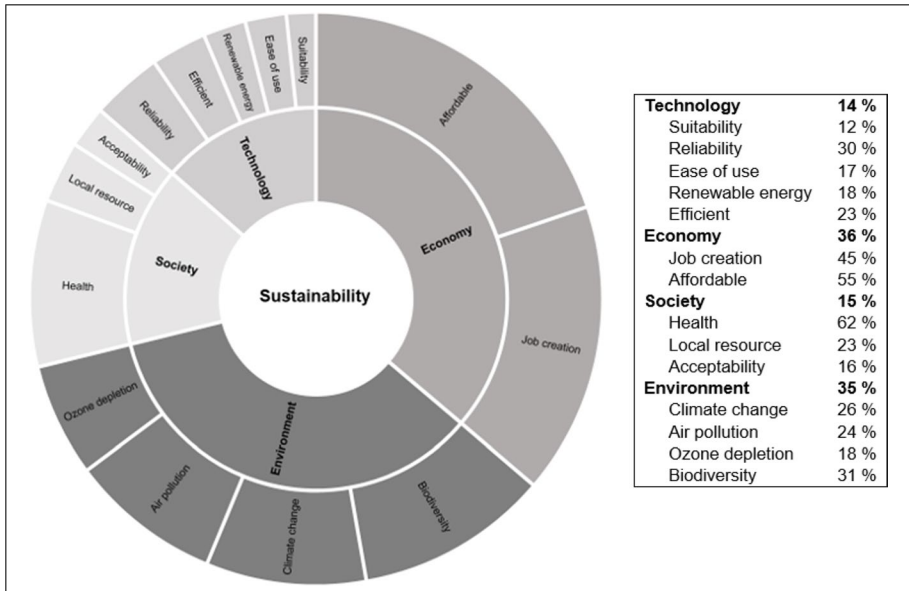 Suitability
Ease of use
Renewable energy
Efficient
Reliability
Acceptability
Local resource
Health
Ozone depletion
Air pollution
Climate change
Biodiversity
Job creation
Affordable
Technology
Economy
Society
Environment
Sustainability
Technology 14 %
Suitability 12 %
Reliability 30 %
Ease of use 17 %
Renewable energy 18 %
Efficient 23 %
Economy 36 %
Job creation 45 %
Affordable 55 %
Society 15 %
Health 62 %
Local resource 23 %
Acceptability 16 %
Environment 35 %
Climate change 26 %
Air pollution 24 %
Ozone depletion 18 %
Biodiversity 31 %